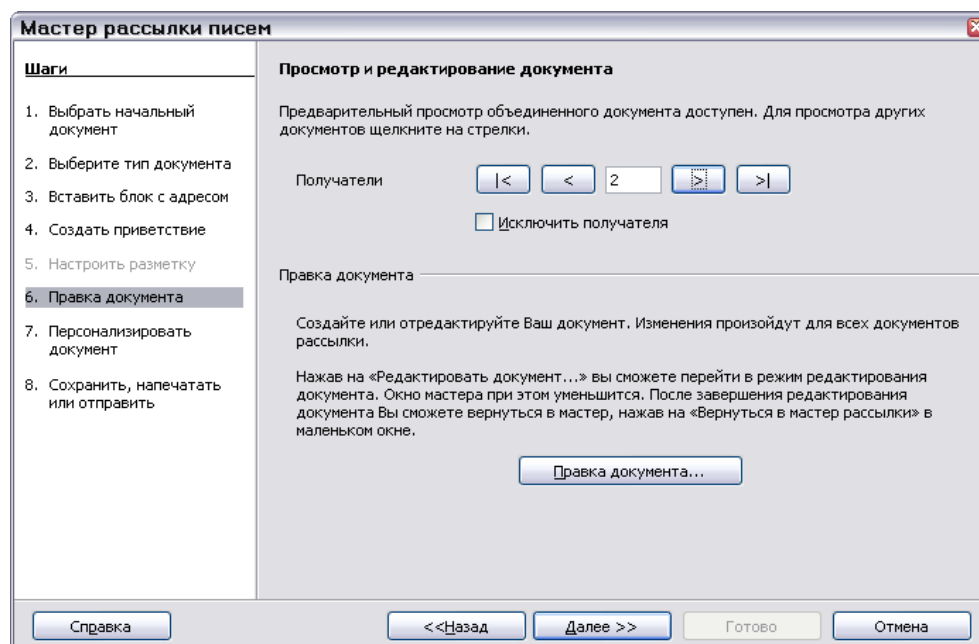 Мастер рассылки писем
Шаги
1. Выбрать начальный
документ
2. Выберите тип документа
3. Вставить блок с адресом
4. Создать приветствие
5. Настроить разметку
6. Правка документа
7. Персонализировать
документ
8. Сохранить, напечатать
или отправить
Просмотр и редактирование документа
Предварительный просмотр объединенного документа доступен. Для просмотра других
документов щелкните на стрелки.
Получатели |< < 2 > >|
Исключить получателя
Правка документа
Создайте или отредактируйте Ваш документ. Изменения произойдут для всех документов
рассылки.
Нажав на «Редактировать документ...» вы сможете перейти в режим редактирования
документа. Окно мастера при этом уменьшится. После завершения редактирования
документа Вы сможете вернуться в мастер, нажав на «Вернуться в мастер рассылки» в
маленьком окне.
Правка документа...
Справка <<Назад Далее >> Готово Отмена